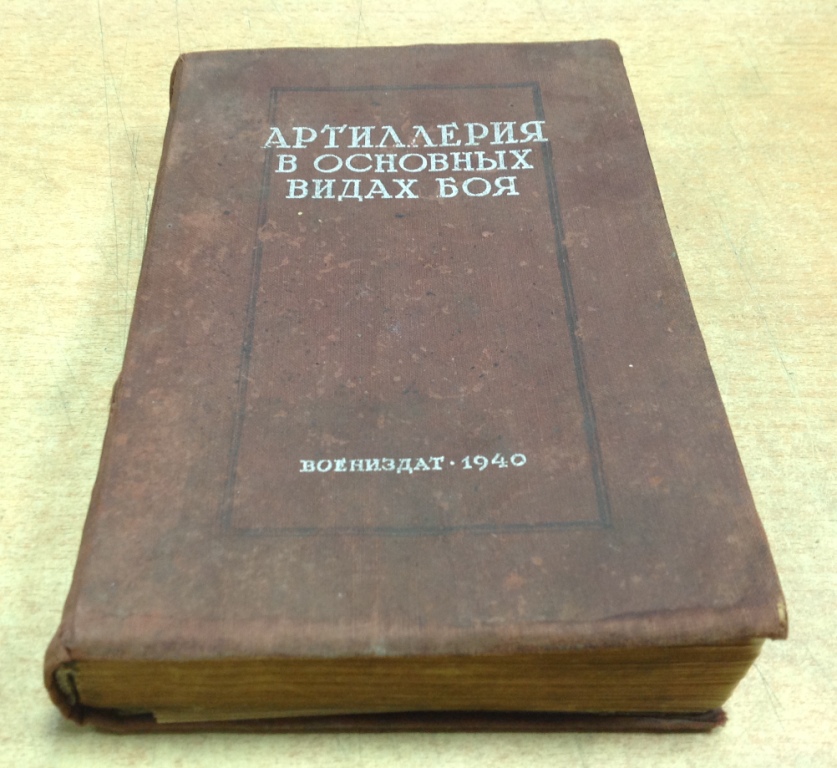 АРТИЛЛЕРИЯ
В ОСНОВНЫХ
ВИДАХ БОЯ
ВОЕНИЗДАТ · 1940